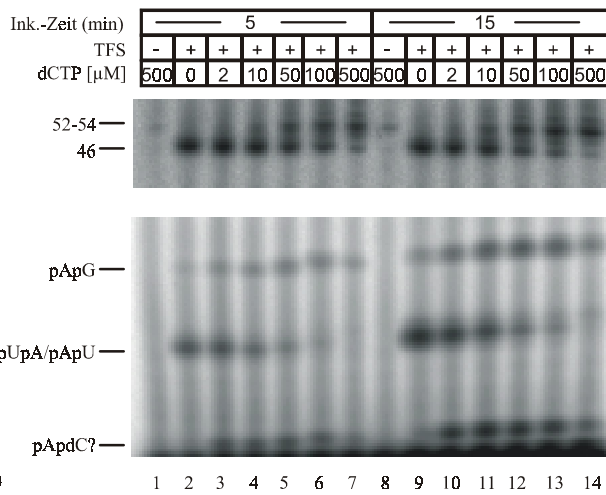 Ink.-Zeit (min) 5 15
TFS - + + + + + + - + + + + + +
dCTP [µM] 500 0 2 10 50 100 500 500 0 2 10 50 100 500
52-54
46
pApG
pUpA/pApU
pApdC?
1 2 3 4 5 6 7 8 9 10 11 12 13 14